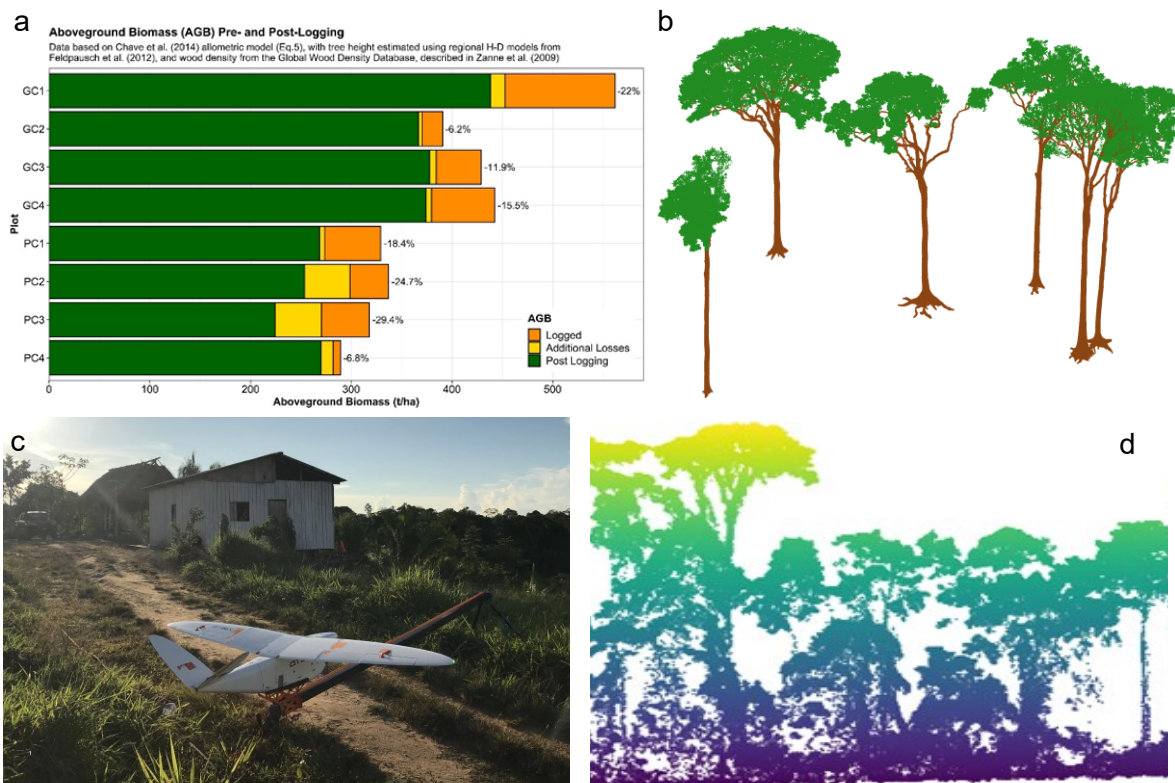 a
Aboveground Biomass (AGB) Pre- and Post-Logging
Data based on Chave et al. (2014) allometric model (Eq.5), with tree height estimated using regional H-D models from
Feldpausch et al. (2012), and wood density from the Global Wood Density Database, described in Zanne et al. (2009)
GC1
-22%
GC2
-6.2%
GC3
-11.9%
GC4
-15.5%
Plot
PC1
-18.4%
PC2
-24.7%
PC3
-29.4%
PC4
-6.8%
AGB
Logged
Additional Losses
Post Logging
0 100 200 300 400 500
Aboveground Biomass (t/ha)
b
c
d